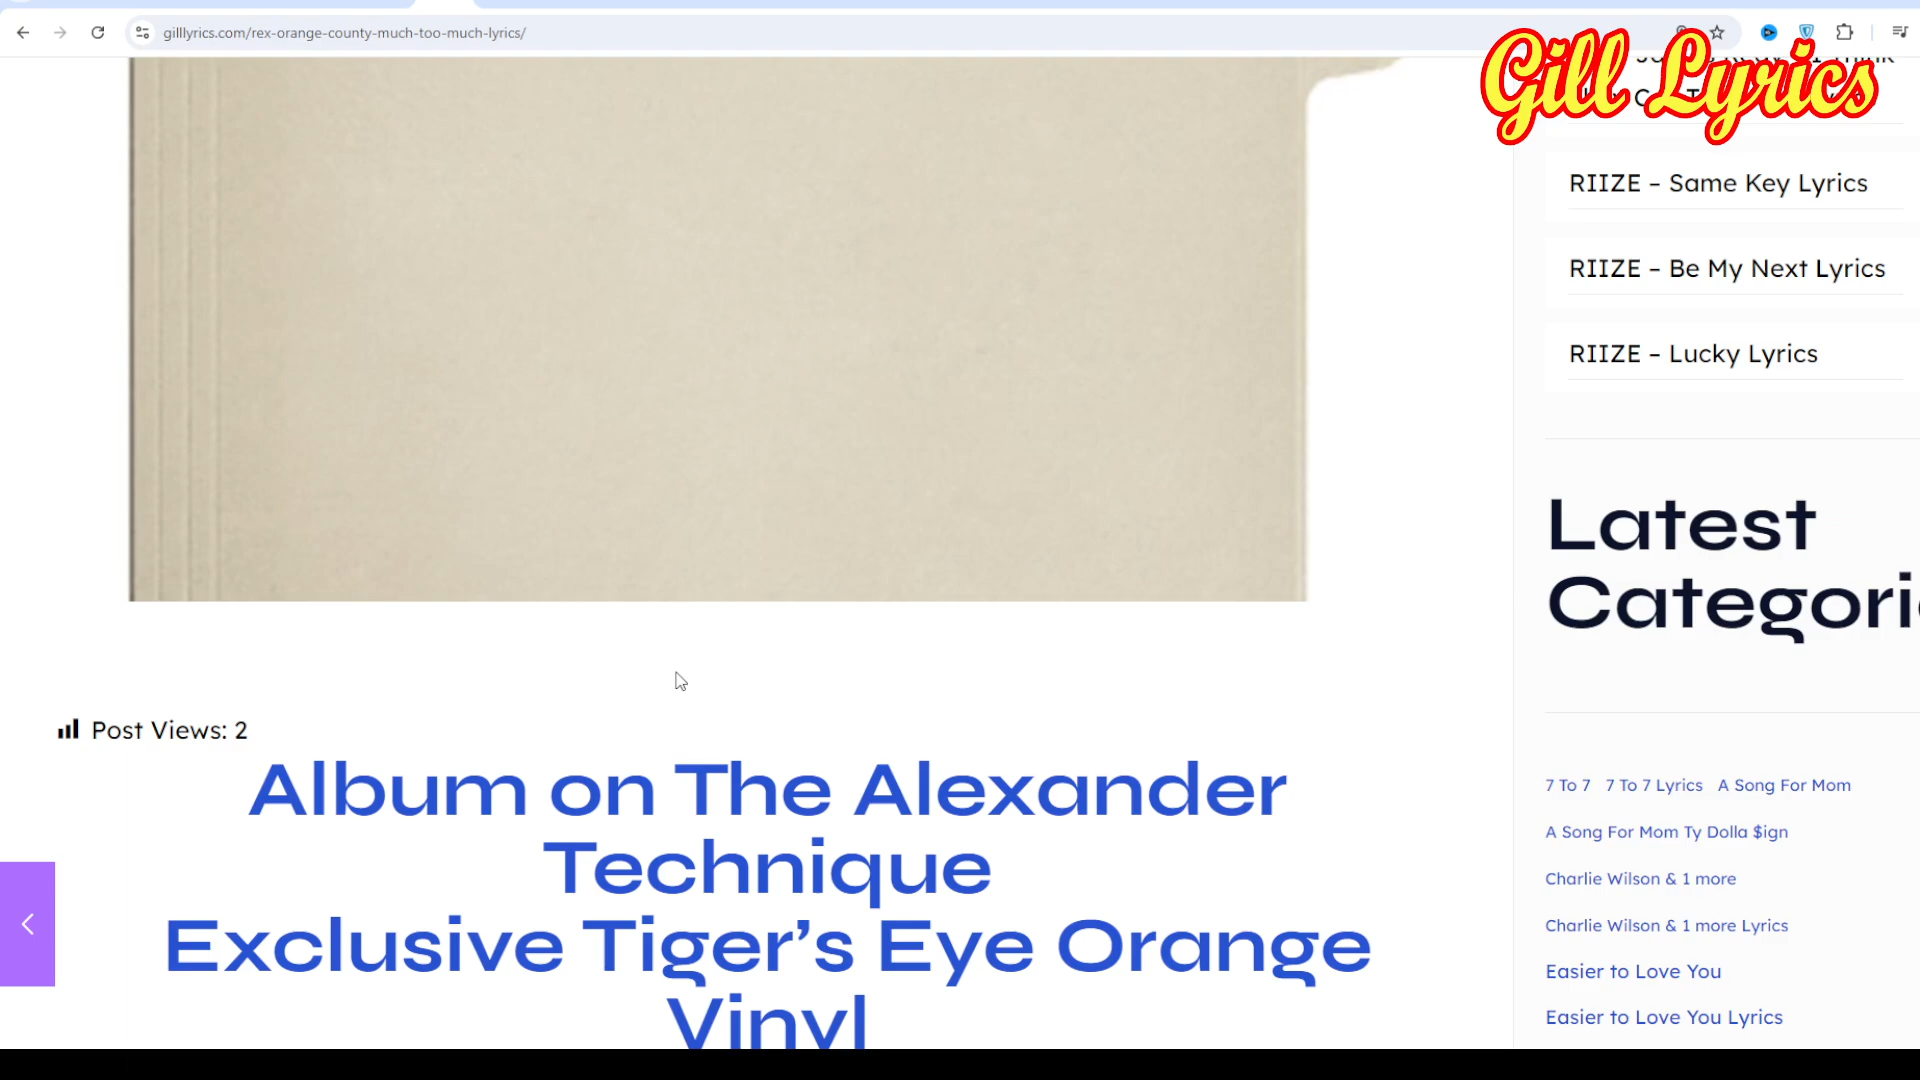 gilllyrics.com/rex-orange-county-much-too-much-lyrics/
Gill Lyrics
RIIZE – Same Key Lyrics
RIIZE – Be My Next Lyrics
RIIZE – Lucky Lyrics
Latest
Categori
Post Views: 2
Album on The Alexander
Technique
Exclusive Tiger’s Eye Orange
Vinyl
7 To 7 7 To 7 Lyrics A Song For Mom
A Song For Mom Ty Dolla $ign
Charlie Wilson & 1 more
Charlie Wilson & 1 more Lyrics
Easier to Love You
Easier to Love You Lyrics